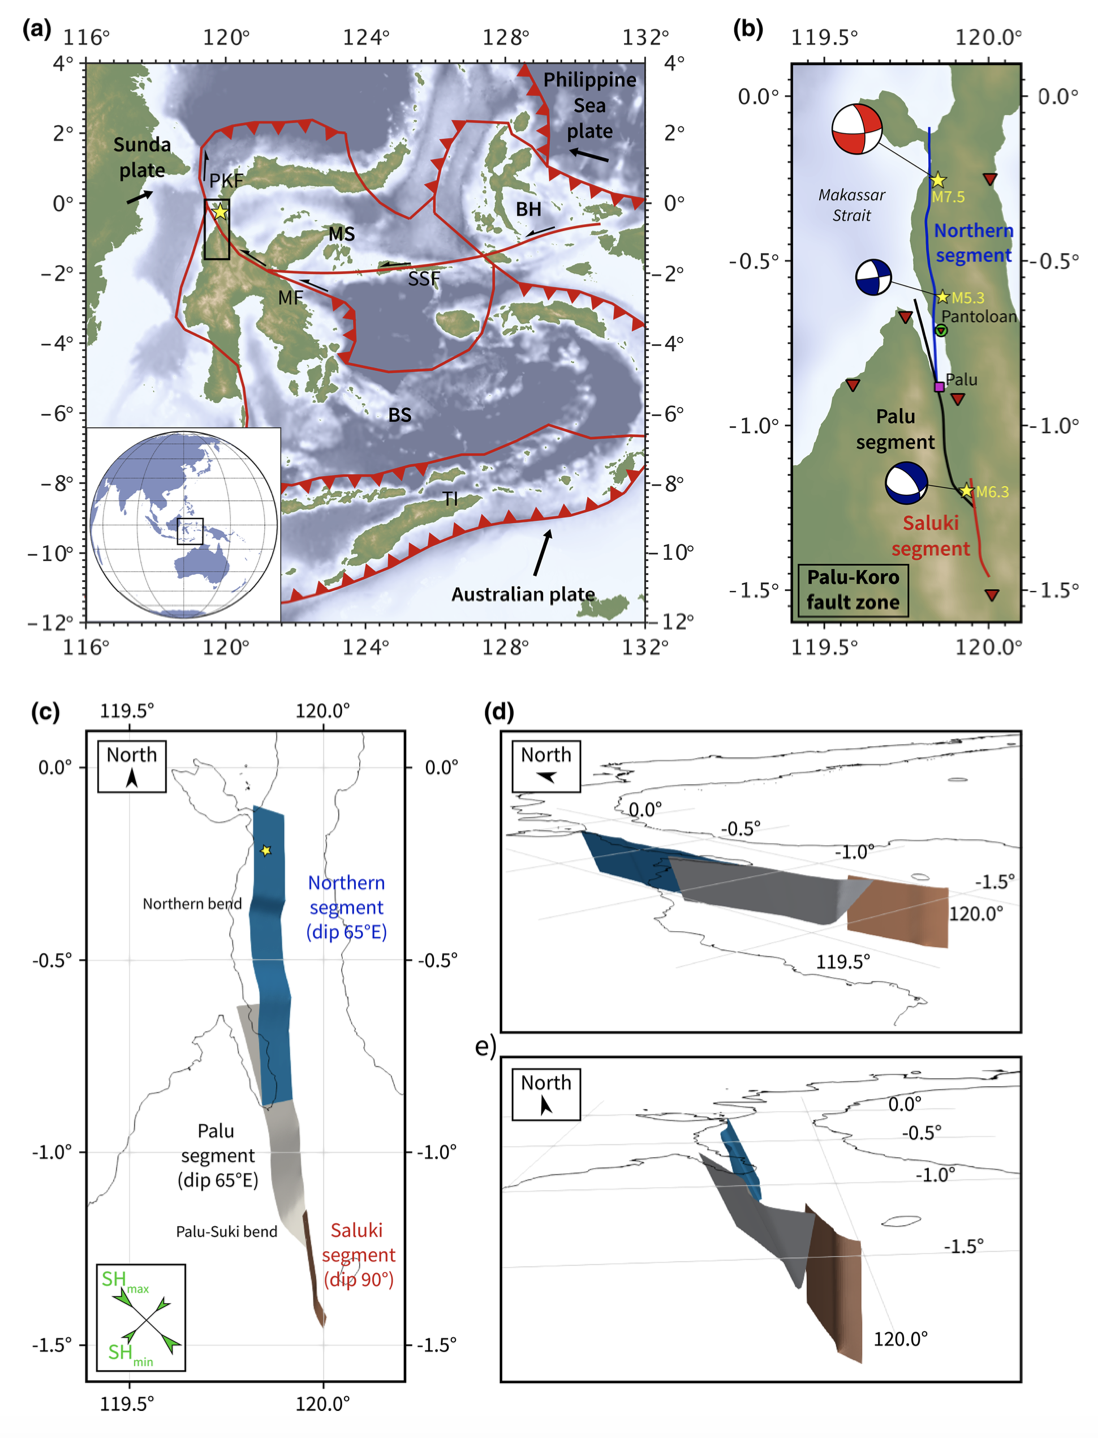 (a)
116° 120° 124° 128° 132°
4° 4°
Philippine
Sea
plate
2° 2°
Sunda
plate
PKF
0° 0°
BH
MS
−2° −2°
SSF
MF
−4° −4°
BS
−6° −6°
−8° −8°
TI
−10° −10°
Australian plate
−12° −12°
116° 120° 124° 128° 132°
(b)
119.5° 120.0°
0.0° 0.0°
Makassar
Strait
M7.5
Northern
segment
-0.5° -0.5°
M5.3
Pantoloan
Palu
-1.0° -1.0°
Palu
segment
M6.3
Saluki
segment
Palu-Koro
fault zone
-1.5° -1.5°
119.5° 120.0°
(c)
119.5° 120.0°
North
0.0° 0.0°
Northern bend
Northern
segment
(dip 65°E)
-0.5° -0.5°
Palu
segment
(dip 65°E)
-1.0° -1.0°
Palu-Suki bend
Saluki
segment
(dip 90°)
SHmax
SHmin
-1.5° -1.5°
119.5° 120.0°
(d)
North
0.0°
-0.5°
-1.0°
-1.5°
120.0°
119.5°
e)
North
0.0°
-0.5°
-1.0°
-1.5°
120.0°